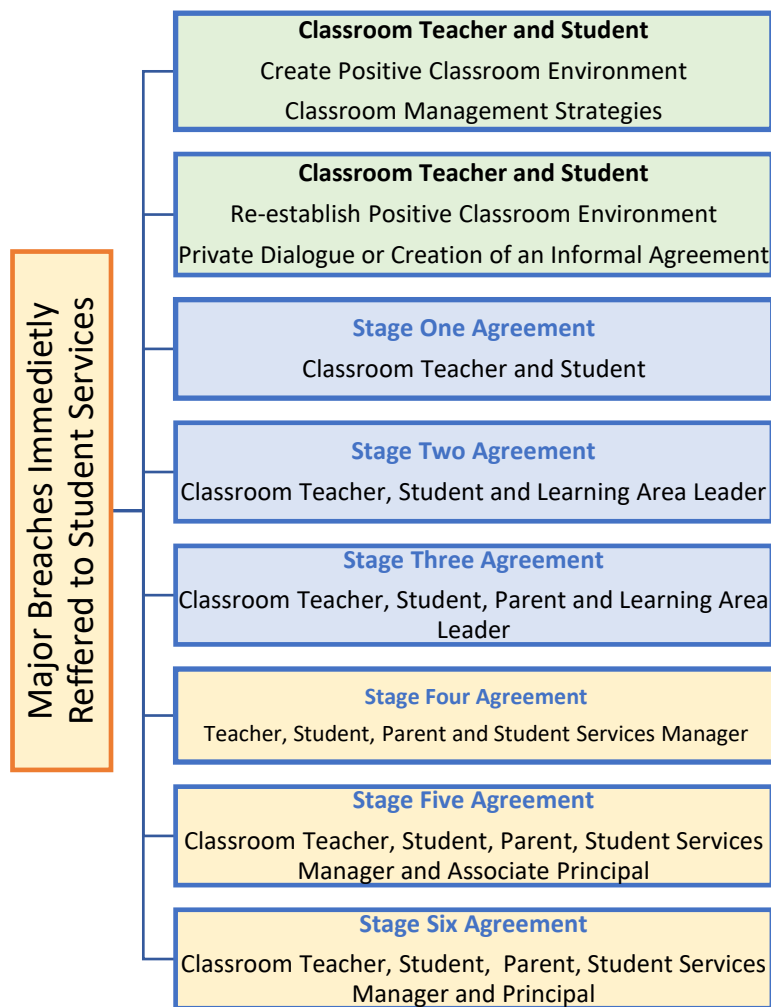 Major Breaches Immedietly
Reffered to Student Services
Classroom Teacher and Student
Create Positive Classroom Environment
Classroom Management Strategies
Classroom Teacher and Student
Re-establish Positive Classroom Environment
Private Dialogue or Creation of an Informal Agreement
Stage One Agreement
Classroom Teacher and Student
Stage Two Agreement
Classroom Teacher, Student and Learning Area Leader
Stage Three Agreement
Classroom Teacher, Student, Parent and Learning Area
Leader
Stage Four Agreement
Teacher, Student, Parent and Student Services Manager
Stage Five Agreement
Classroom Teacher, Student, Parent, Student Services
Manager and Associate Principal
Stage Six Agreement
Classroom Teacher, Student, Parent, Student Services
Manager and Principal